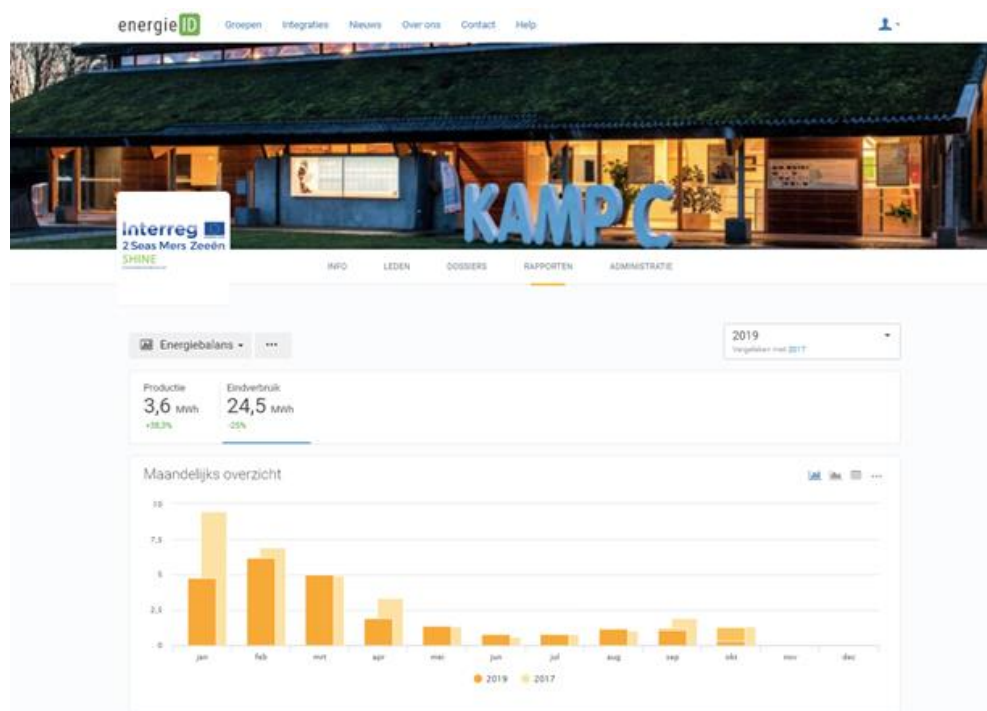 energieID Groepen Integraties Nieuws Over ons Contact Help
KAMP C
Interreg
2 Seas Mers Zeeën
SHINE
INFO LEDEN DOSSIERS RAPPORTEN ADMINISTRATIE
Energiebalans
2019
Vergeleken met 2017
Productie Eindverbruik
3,6 MWh 24,5 MWh
+38,3% -25%
Maandelijks overzicht
10
7,5
5
2,5
0
jan feb mrt apr mei jun jul aug sep okt nov dec
2019 2017